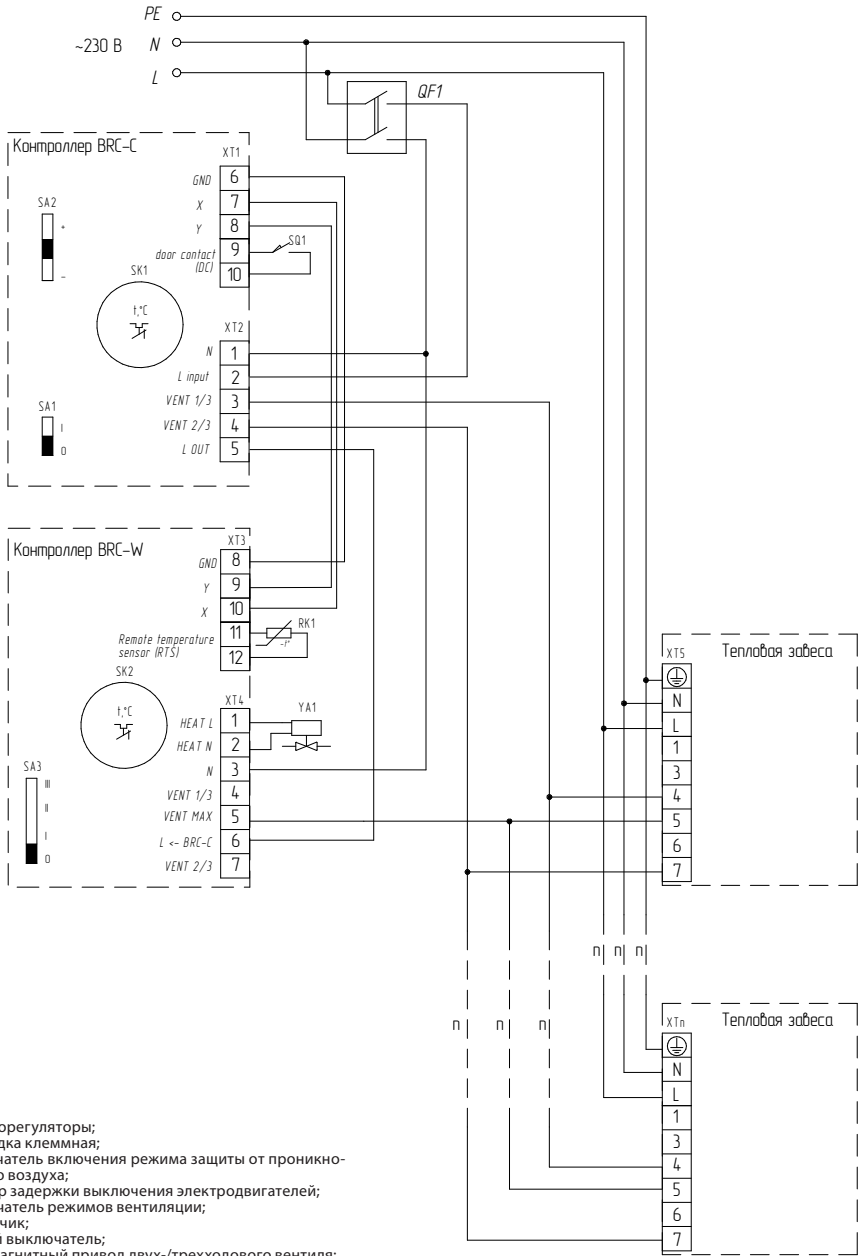 PE
~230 В N
L
QF1
Контроллер BRC-C
XT1
GND 6
X 7
Y 8
door contact (DC) 9
10
SQ1
SA2
+
-
SK1
t,°C
XT2
N 1
L input 2
VENT 1/3 3
VENT 2/3 4
L OUT 5
SA1
I
0
Контроллер BRC-W
XT3
GND 8
Y 9
X 10
Remote temperature 11
sensor (RTS) 12
RK1
-t°
SK2
t,°C
XT4
HEAT L 1
HEAT N 2
N 3
VENT 1/3 4
VENT MAX 5
L <- BRC-C 6
VENT 2/3 7
YA1
SA3
III
II
I
0
XT5 Тепловая завеса
N
L
1
3
4
5
6
7
п п п
п п п
XTп Тепловая завеса
N
L
1
3
4
5
6
7
орегуляторы;
дка клеммная;
чатель включения режима защиты от проникно-
о воздуха;
р задержки выключения электродвигателей;
чатель режимов вентиляции;
чик;
й выключатель;
агнитный привод двух-/трехходового вентиля;